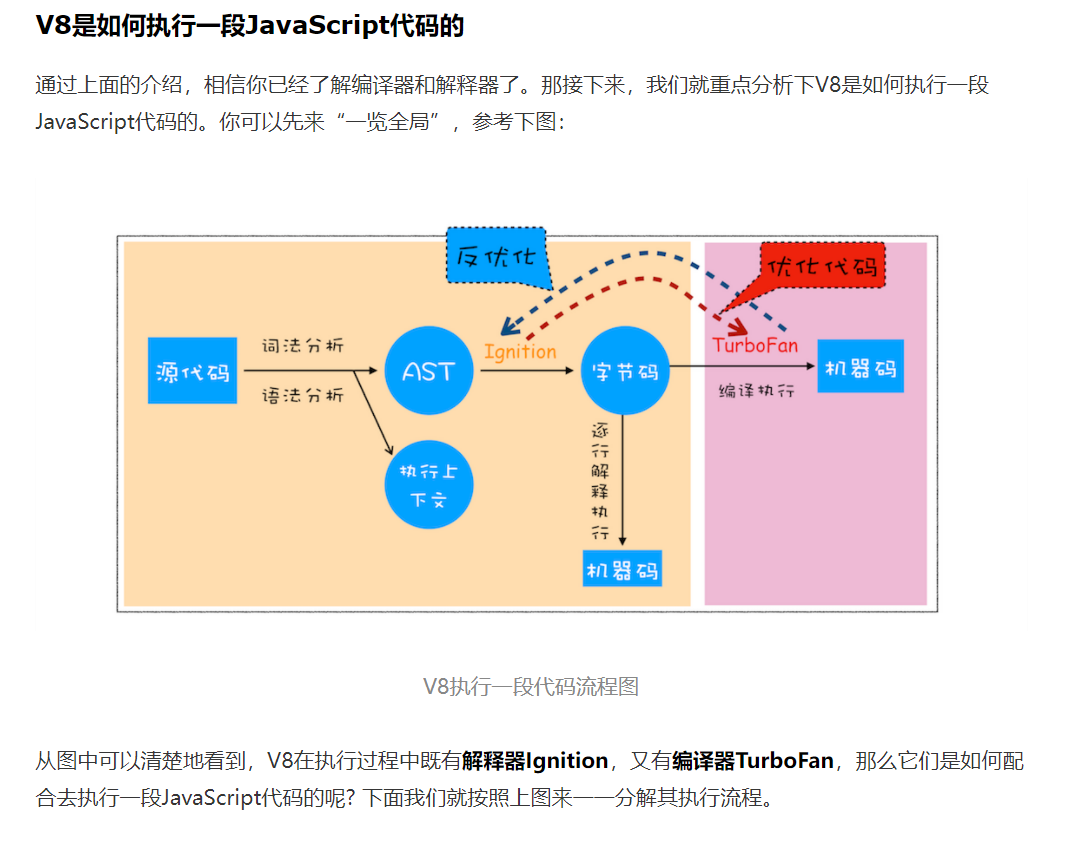 V8是如何执行一段JavaScript代码的
通过上面的介绍，相信你已经了解编译器和解释器了。那接下来，我们就重点分析下V8是如何执行一段
JavaScript代码的。你可以先来“一览全局”，参考下图：
反优化
优化代码
源代码
词法分析
语法分析
AST
执行上
下文
Ignition
字节码
逐行解释执行
机器码
TurboFan
编译执行
机器码
V8执行一段代码流程图
从图中可以清楚地看到，V8在执行过程中既有解释器Ignition，又有编译器TurboFan，那么它们是如何配
合去执行一段JavaScript代码的呢? 下面我们就按照上图来一一分解其执行流程。